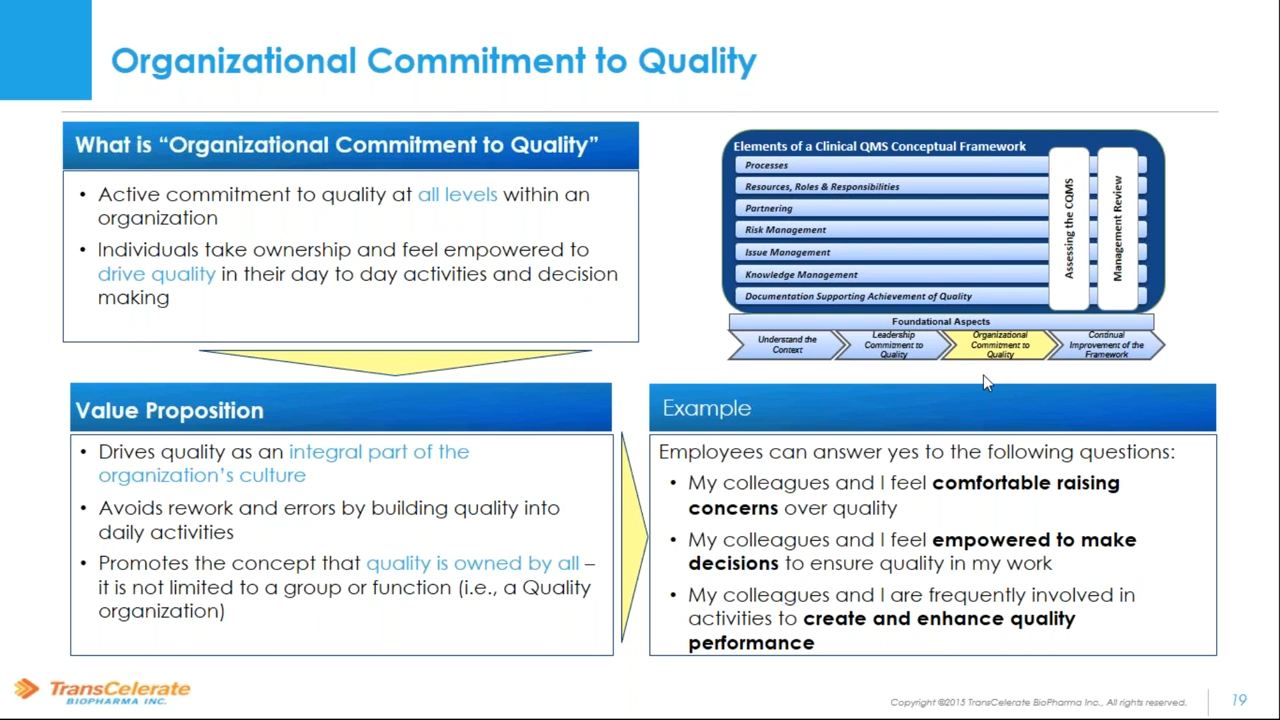 Organizational Commitment to Quality
What is “Organizational Commitment to Quality”
• Active commitment to quality at all levels within an
organization
• Individuals take ownership and feel empowered to
drive quality in their day to day activities and decision
making
Elements of a Clinical QMS Conceptual Framework
Processes
Resources, Roles & Responsibilities
Partnering
Risk Management
Issue Management
Knowledge Management
Documentation Supporting Achievement of Quality
Assessing the CQMS
Management Review
Foundational Aspects
Understand the
Context
Leadership
Commitment to
Quality
Organizational
Commitment to
Quality
Continual
Improvement of the
Framework
Value Proposition
• Drives quality as an integral part of the
organization’s culture
• Avoids rework and errors by building quality into
daily activities
• Promotes the concept that quality is owned by all –
it is not limited to a group or function (i.e., a Quality
organization)
Example
Employees can answer yes to the following questions:
• My colleagues and I feel comfortable raising
concerns over quality
• My colleagues and I feel empowered to make
decisions to ensure quality in my work
• My colleagues and I are frequently involved in
activities to create and enhance quality
performance
TransCelerate
BIOPHARMA INC.
Copyright ©2015 TransCelerate BioPharma Inc., All rights reserved.
19